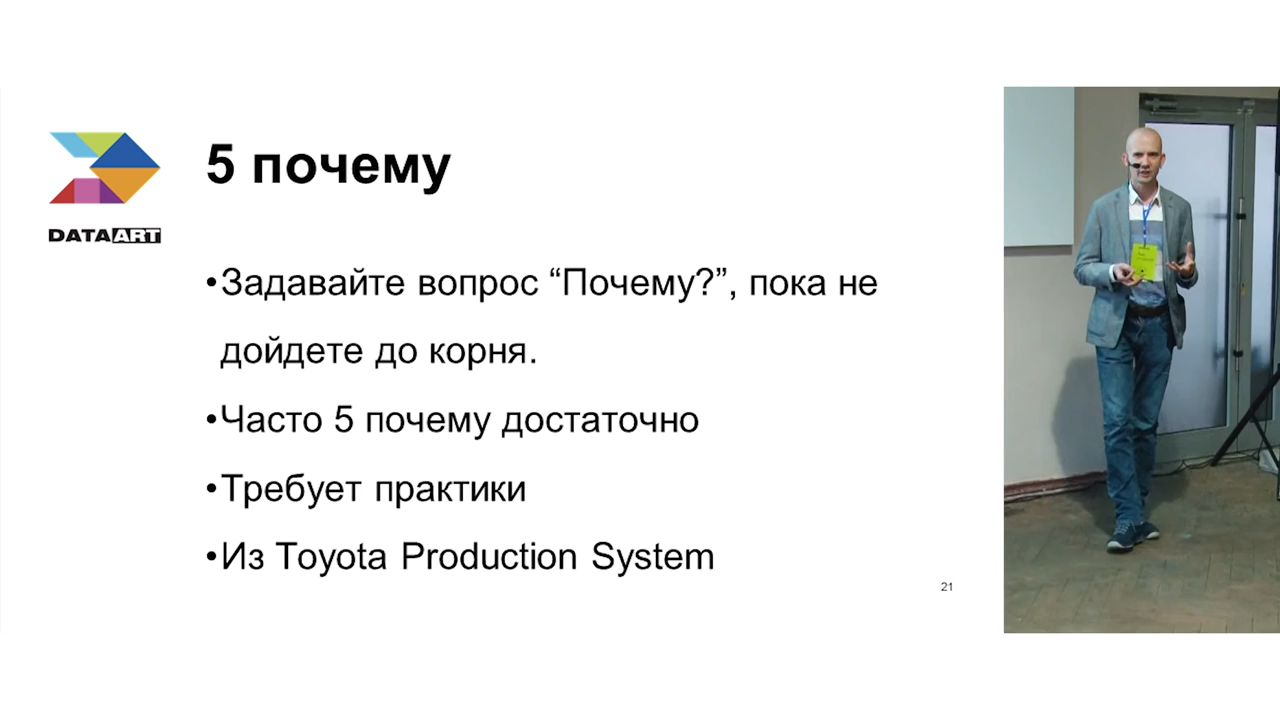 DATAART
5 почему
•Задавайте вопрос “Почему?”, пока не
дойдете до корня.
•Часто 5 почему достаточно
•Требует практики
•Из Toyota Production System
21